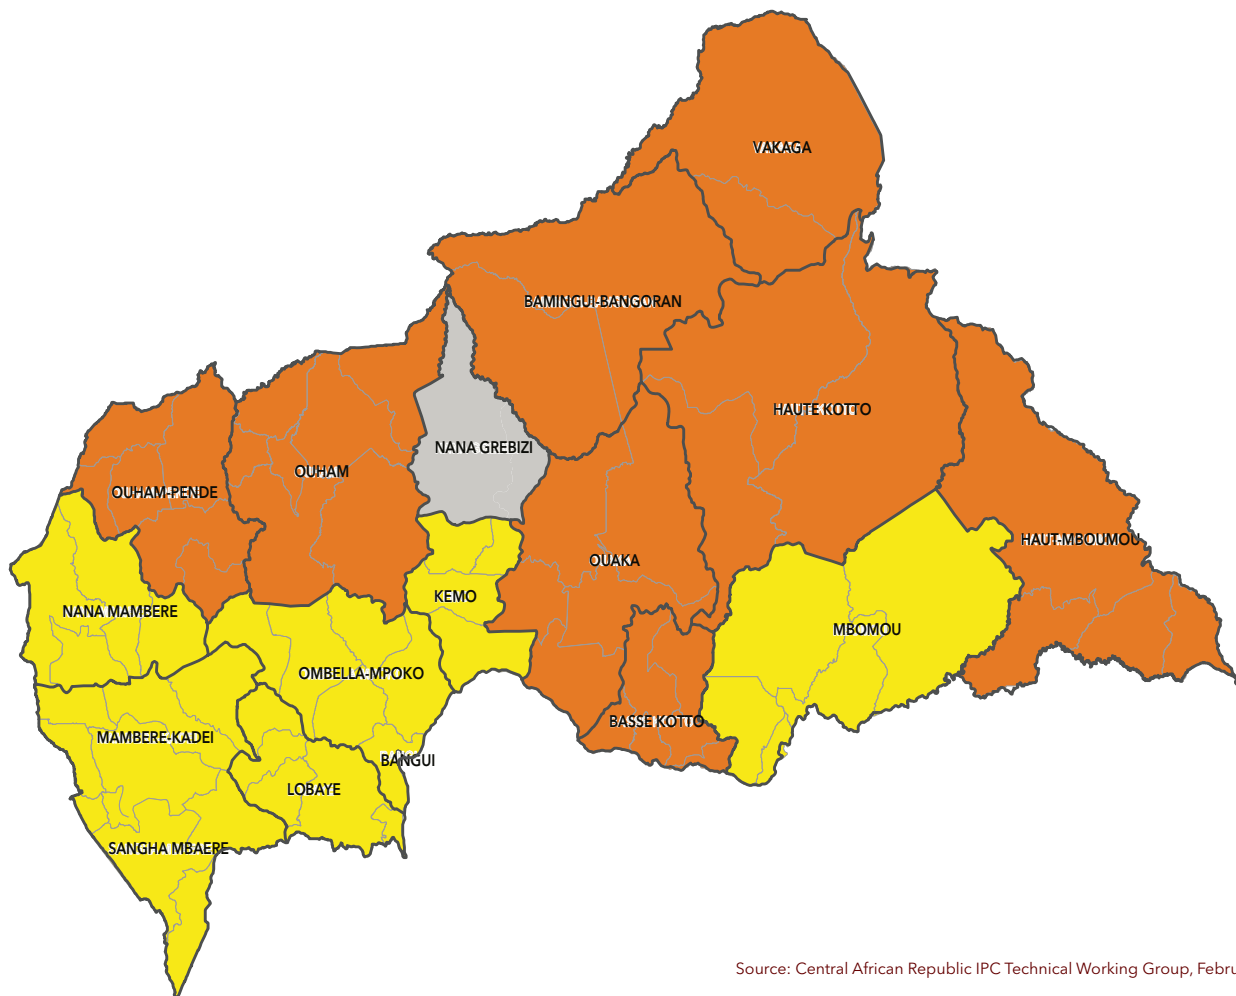 VAKAGA
BAMINGUI-BANGORAN
HAUTE KOTTO
NANA GREBIZI
OUHAM
OUHAM-PENDE
HAUT-MBOUMOU
OUAKA
KEMO
NANA MAMBERE
MBOMOU
OMBELLA-MPOKO
BASSE KOTTO
MAMBERE-KADEI
BANGUI
LOBAYE
SANGHA MBAERE
Source: Central African Republic IPC Technical Working Group, Febru